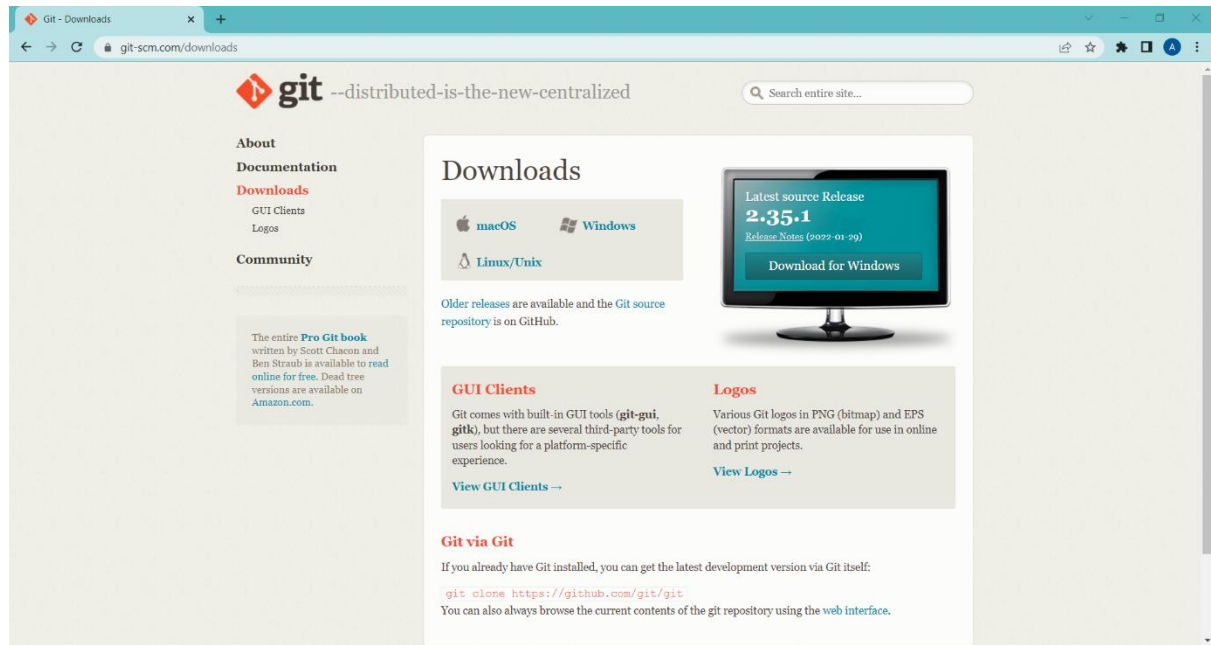 Git - Downloads
git-scm.com/downloads
A
git --distributed-is-the-new-centralized
Search entire site...
About
Documentation
Downloads
GUI Clients
Logos
Community
The entire Pro Git book
written by Scott Chacon and
Ben Straub is available to read
online for free. Dead tree
versions are available on
Amazon.com.
Downloads
macOS
Windows
Linux/Unix
Older releases are available and the Git source
repository is on GitHub.
Latest source Release
2.35.1
Release Notes (2022-01-29)
Download for Windows
GUI Clients
Git comes with built-in GUI tools (git-gui,
gitk), but there are several third-party tools for
users looking for a platform-specific
experience.
View GUI Clients →
Logos
Various Git logos in PNG (bitmap) and EPS
(vector) formats are available for use in online
and print projects.
View Logos →
Git via Git
If you already have Git installed, you can get the latest development version via Git itself:
git clone https://github.com/git/git
You can also always browse the current contents of the git repository using the web interface.